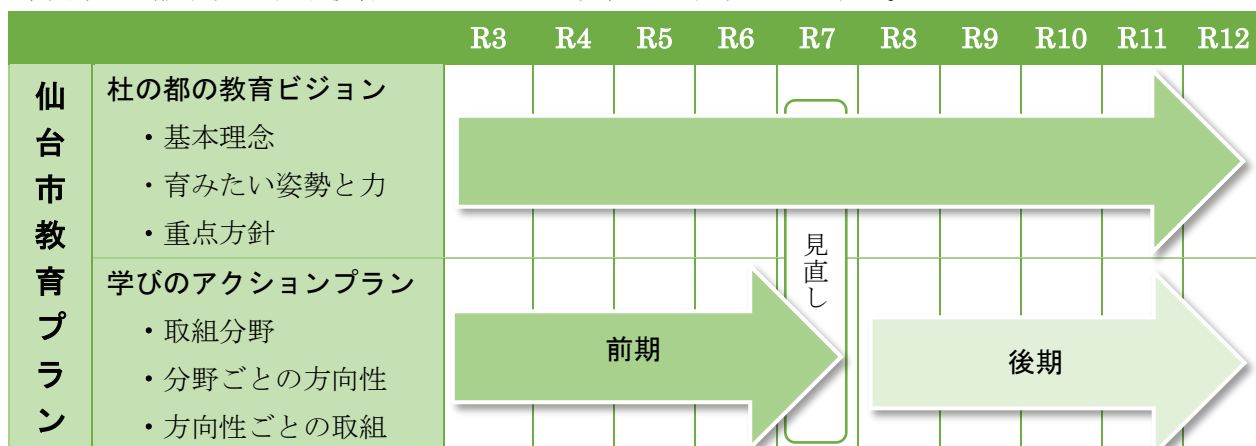 R3 R4 R5 R6 R7 R8 R9 R10 R11 R12
仙台市教育プラン
杜の都の教育ビジョン
・基本理念
・育みたい姿勢と力
・重点方針
学びのアクションプラン
・取組分野
・分野ごとの方向性
・方向性ごとの取組
見直し
前期
後期